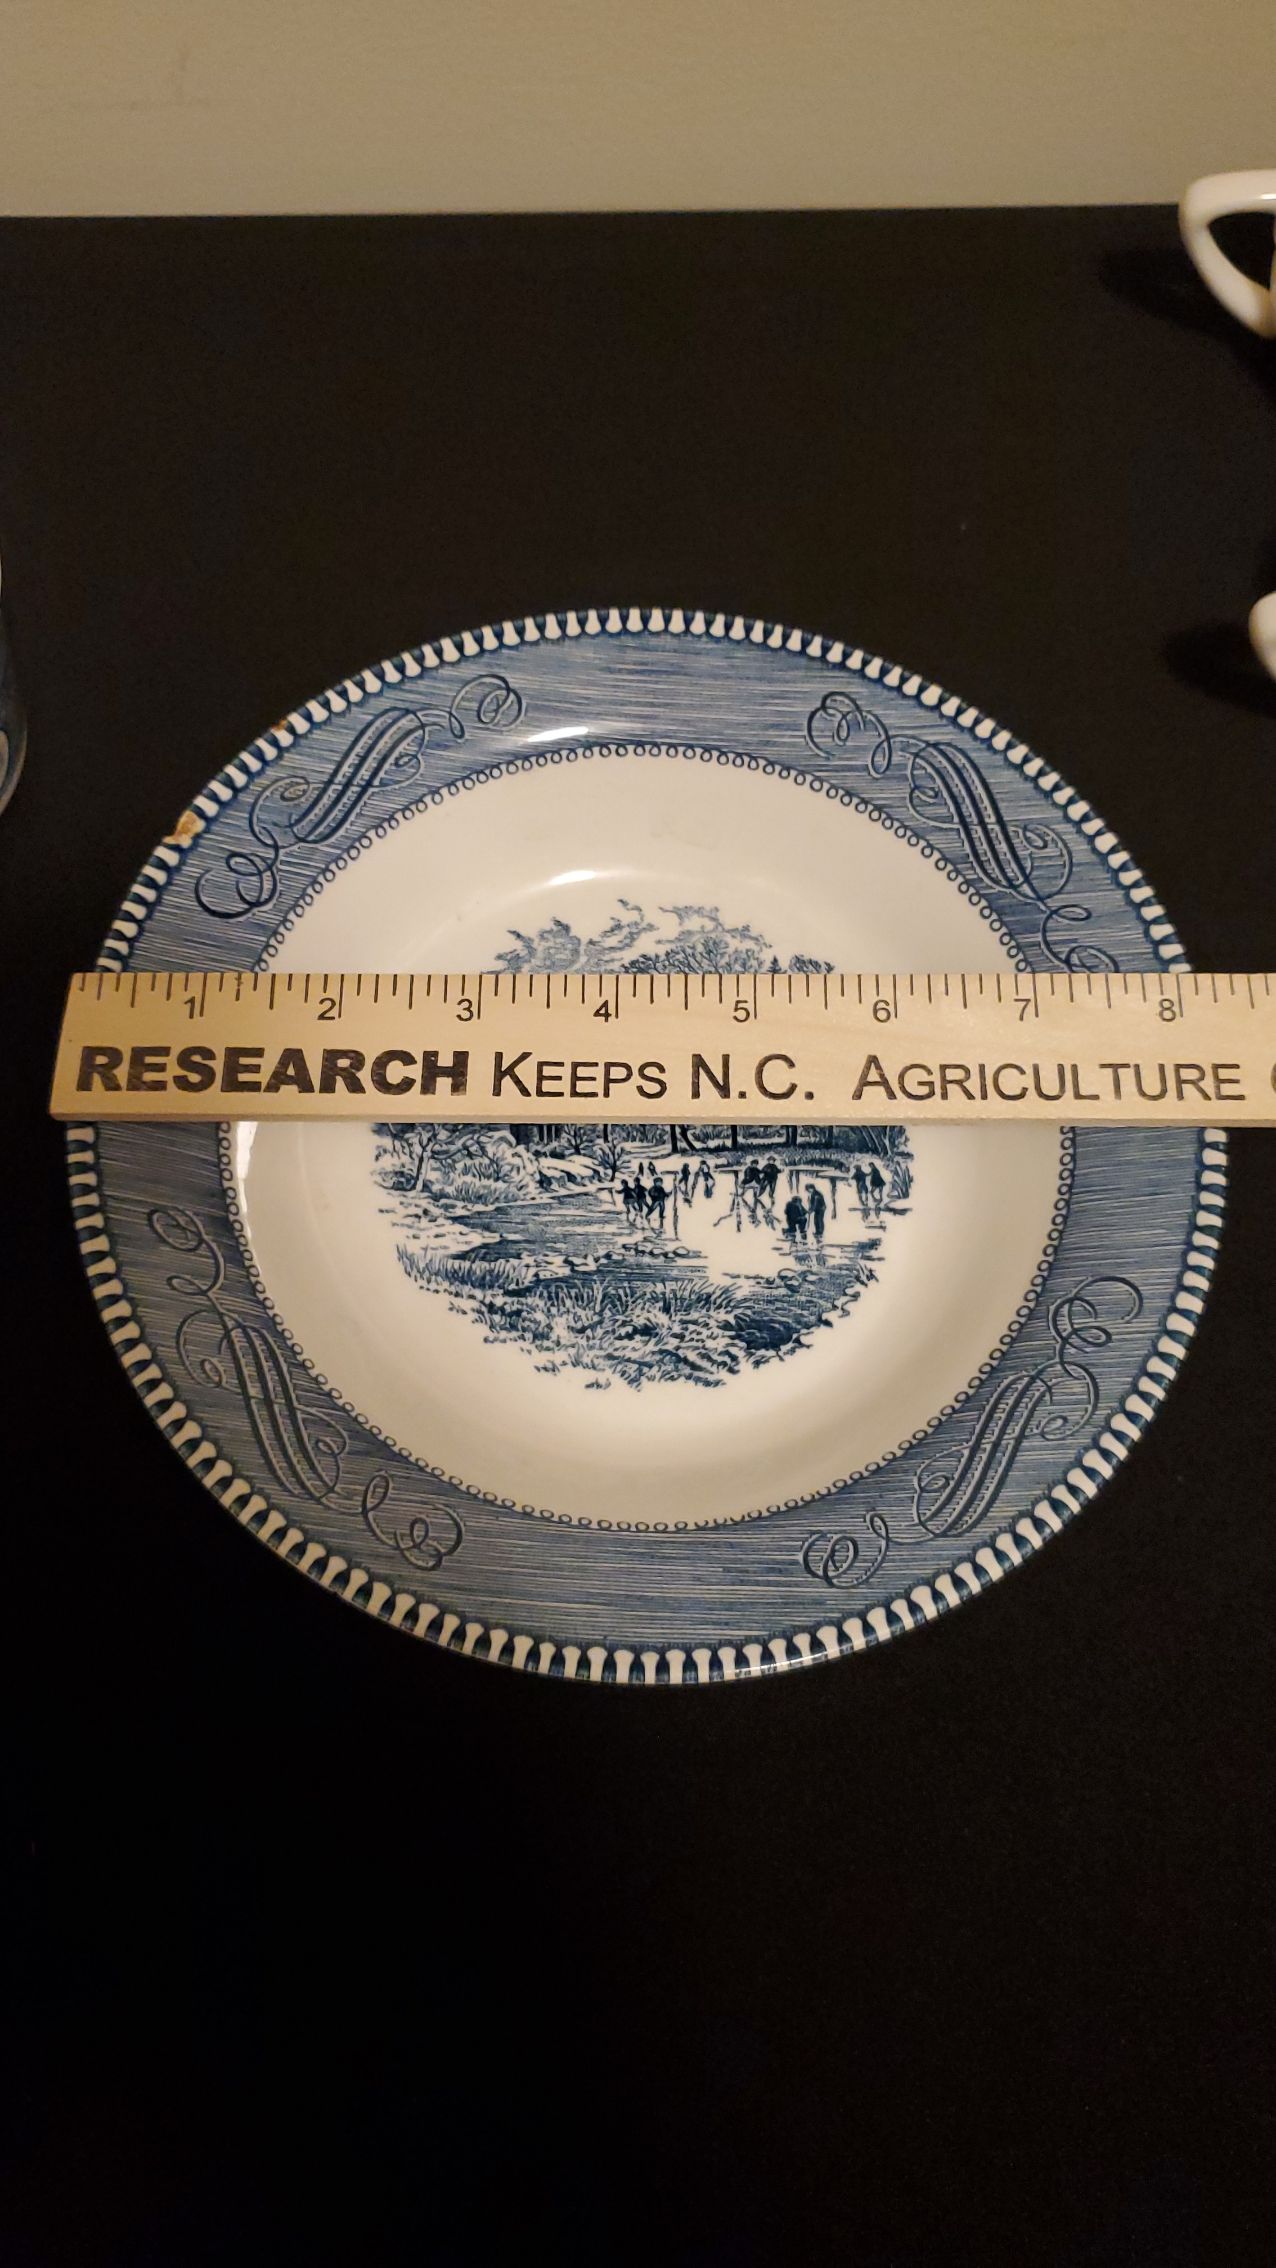 1 2 3 4 5 6 7 8
RESEARCH KEEPS N.C. AGRICULTURE